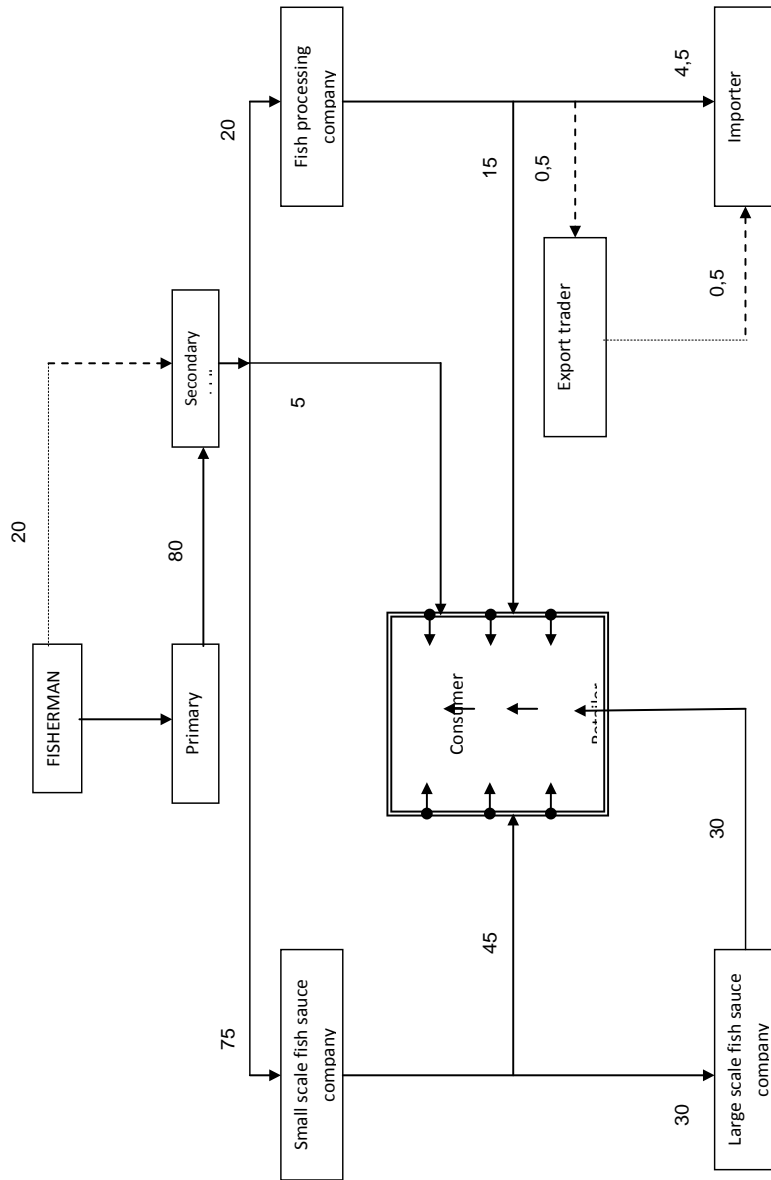 20
FISHERMAN
Primary
80
Secondary
75
20
5
Small scale fish sauce
company
Fish processing
company
45
15
0,5
4,5
Consumer
Export trader
0,5
30
30
Large scale fish sauce
company
Importer